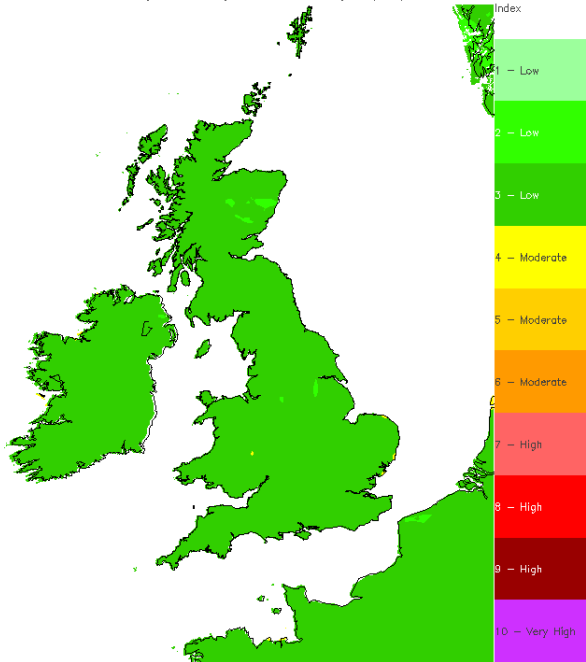 Index
1 - Low
2 - Low
3 - Low
4 - Moderate
5 - Moderate
6 - Moderate
7 - High
8 - High
9 - High
10 - Very High